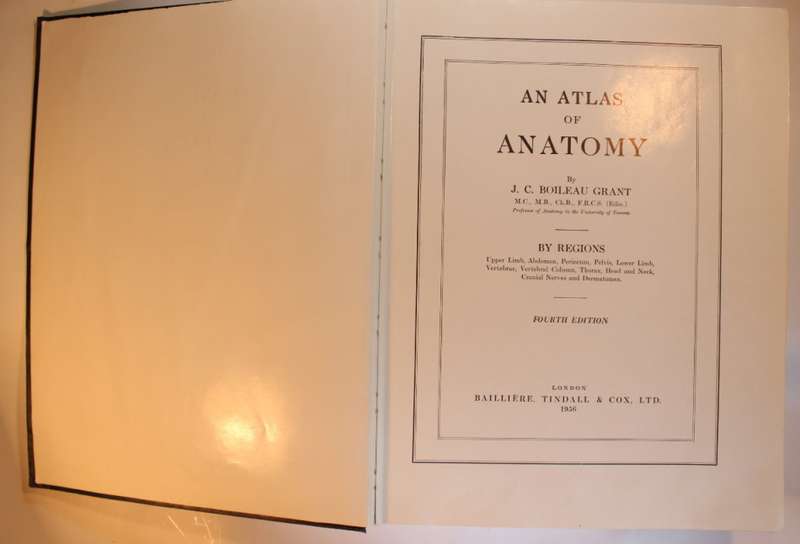 AN ATLAS
OF
ANATOMY
By
J. C. BOILEAU GRANT
M.C., M.B., Ch.B., F.R.C.S. (Edin.)
Professor of Anatomy in the University of Toronto
BY REGIONS
Upper Limb, Abdomen, Perineum, Pelvis, Lower Limb,
Vertebrae, Vertebral Column, Thorax, Head and Neck,
Cranial Nerves and Dermatomes.
FOURTH EDITION
LONDON
BAILLIÈRE, TINDALL & COX, LTD.
1956